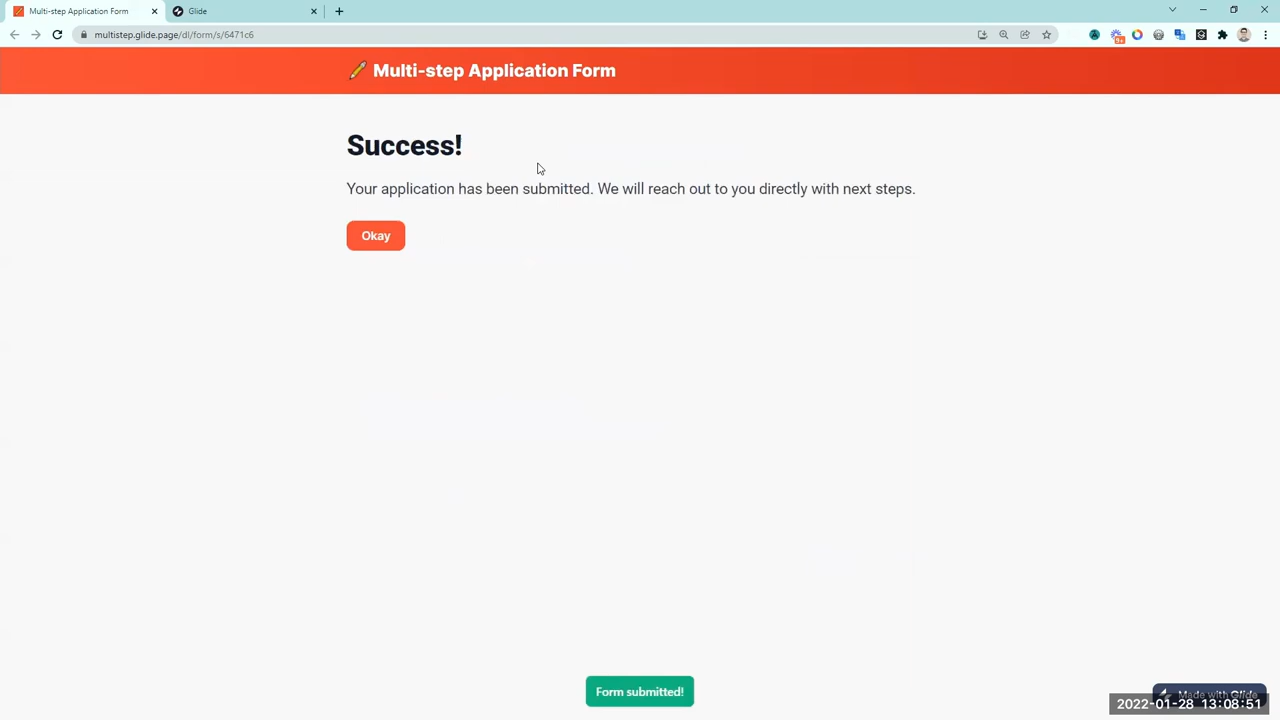 Multi-step Application Form
Glide
multistep.glide.page/dl/form/s/6471c6
9+
Multi-step Application Form
Success!
Your application has been submitted. We will reach out to you directly with next steps.
Okay
Form submitted!
Made with Glide
2022-01-28 13:08:51